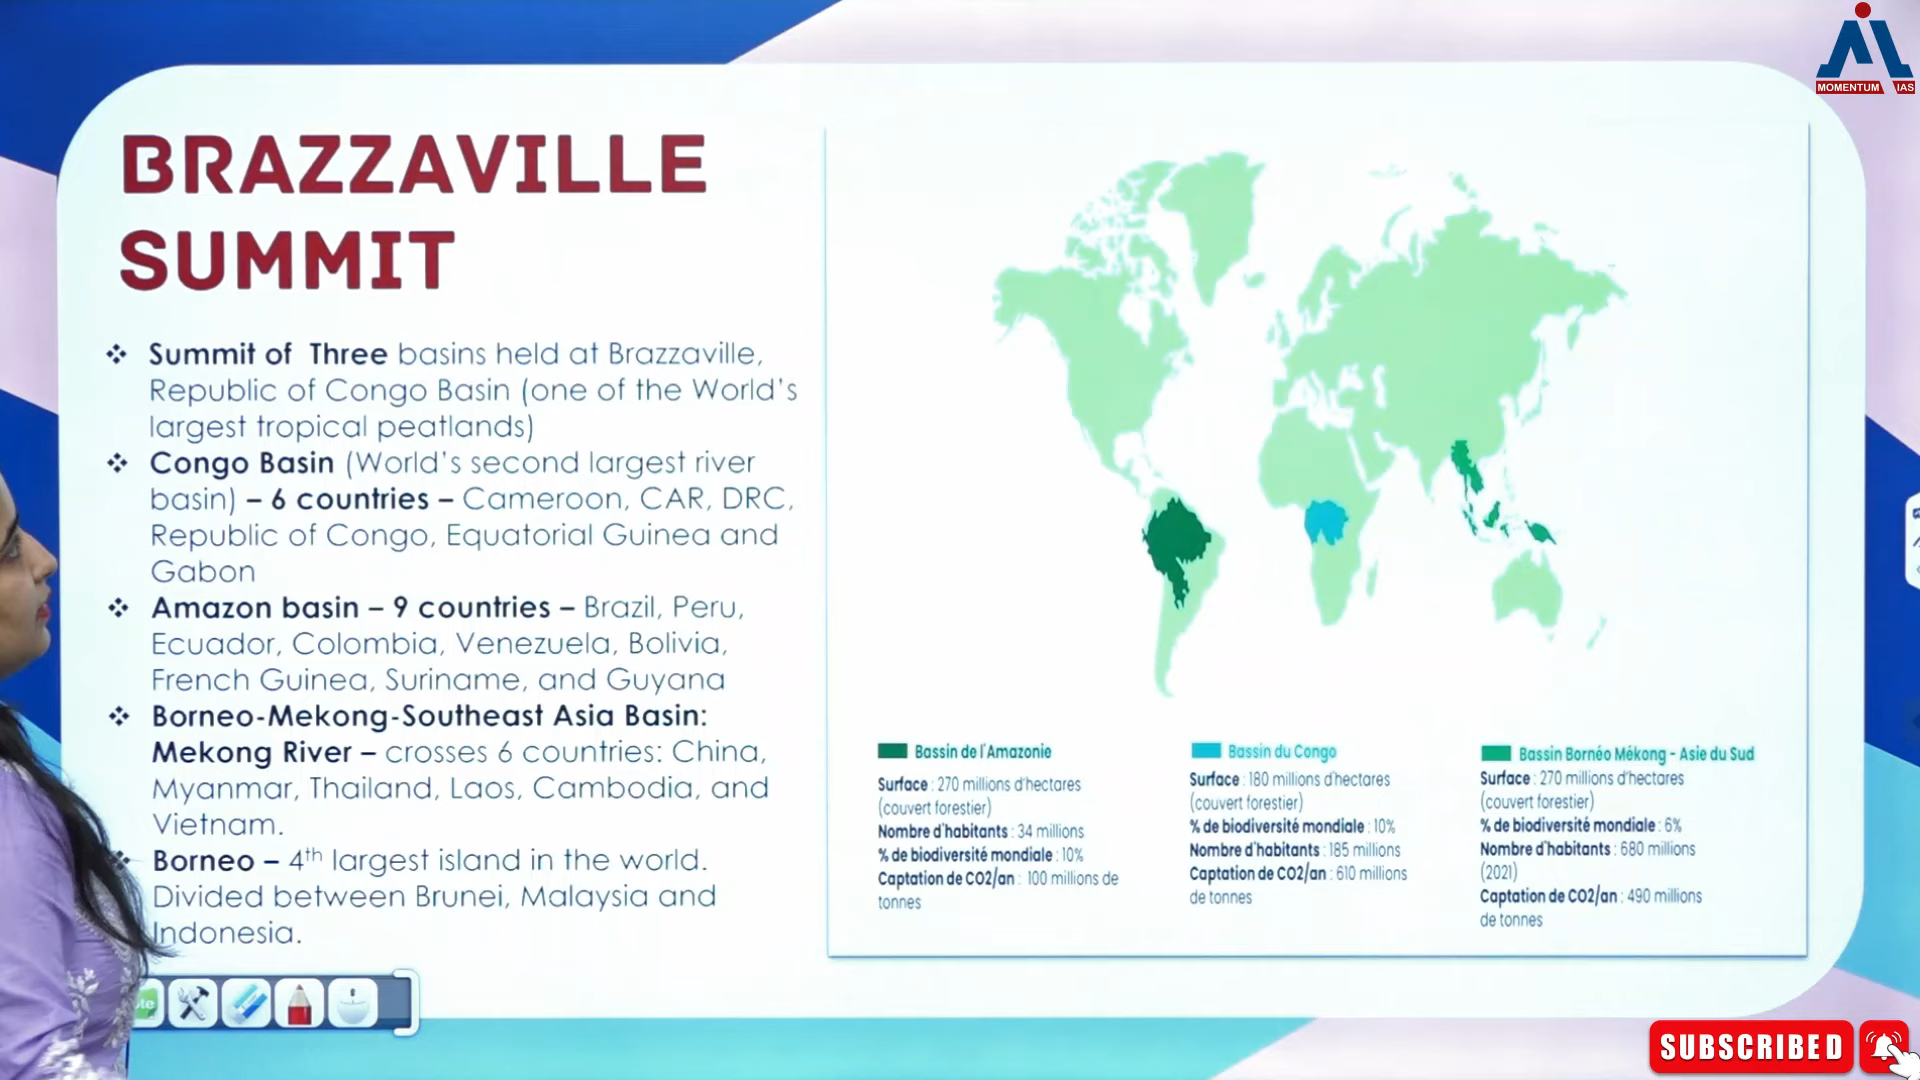 MOMENTUM IAS
BRAZZAVILLE
SUMMIT
Summit of Three basins held at Brazzaville,
Republic of Congo Basin (one of the World's
largest tropical peatlands)
Congo Basin (World's second largest river
basin) – 6 countries – Cameroon, CAR, DRC,
Republic of Congo, Equatorial Guinea and
Gabon
Amazon basin – 9 countries – Brazil, Peru,
Ecuador, Colombia, Venezuela, Bolivia,
French Guinea, Suriname, and Guyana
Borneo-Mekong-Southeast Asia Basin:
Mekong River – crosses 6 countries: China,
Myanmar, Thailand, Laos, Cambodia, and
Vietnam.
Borneo – 4th largest island in the world.
Divided between Brunei, Malaysia and
Indonesia.
Bassin de l'Amazonie
Surface : 270 millions d'hectares
(couvert forestier)
Nombre d'habitants : 34 millions
% de biodiversité mondiale : 10%
Captation de CO2/an : 100 millions de
tonnes
Bassin du Congo
Surface : 180 millions d'hectares
(couvert forestier)
% de biodiversité mondiale : 10%
Nombre d'habitants : 185 millions
Captation de CO2/an : 610 millions
de tonnes
Bassin Bornéo Mékong - Asie du Sud
Surface : 270 millions d'hectares
(couvert forestier)
% de biodiversité mondiale : 6%
Nombre d'habitants : 680 millions
(2021)
Captation de CO2/an : 490 millions
de tonnes
SUBSCRIBED